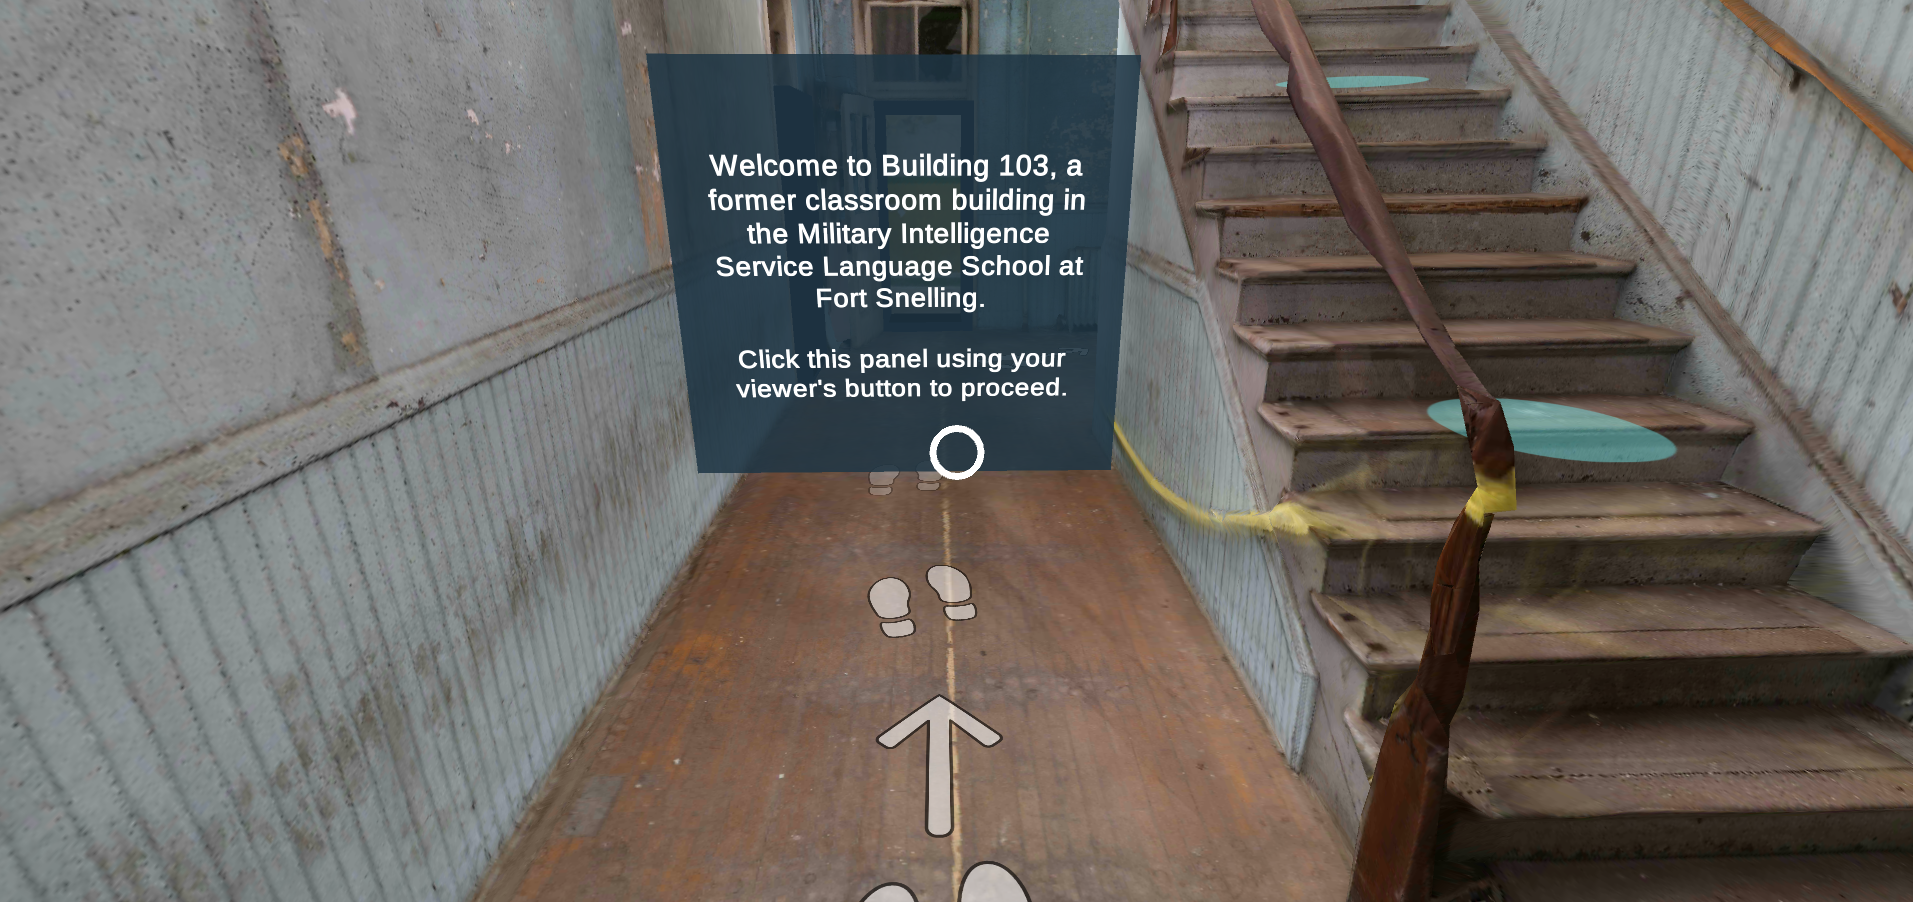 Welcome to Building 103, a
former classroom building in
the Military Intelligence
Service Language School at
Fort Snelling.
Click this panel using your
viewer's button to proceed.